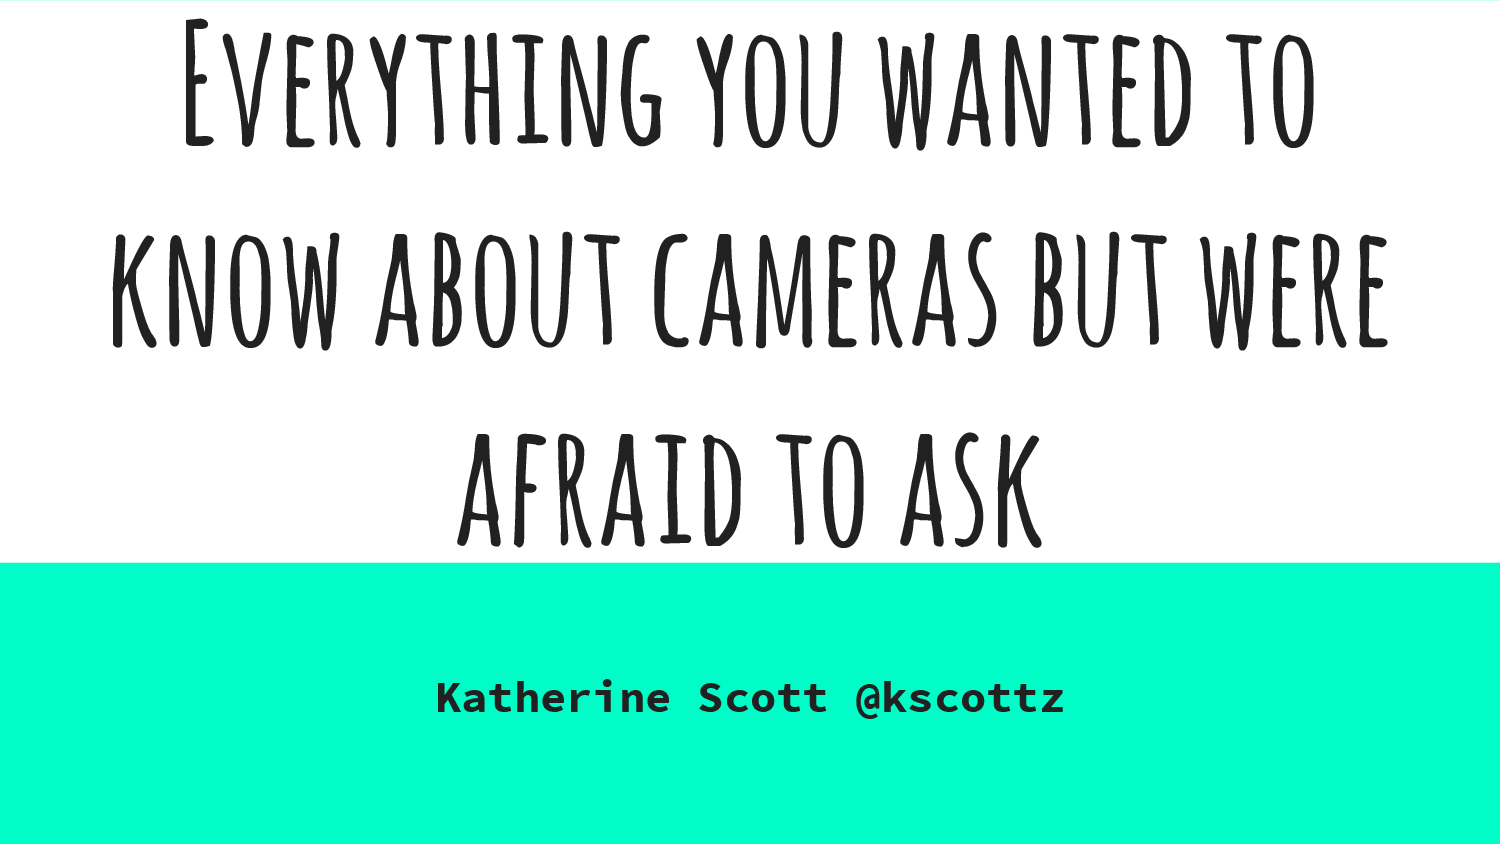 Everything you wanted to
know about cameras but were
afraid to ask
Katherine Scott @kscottz